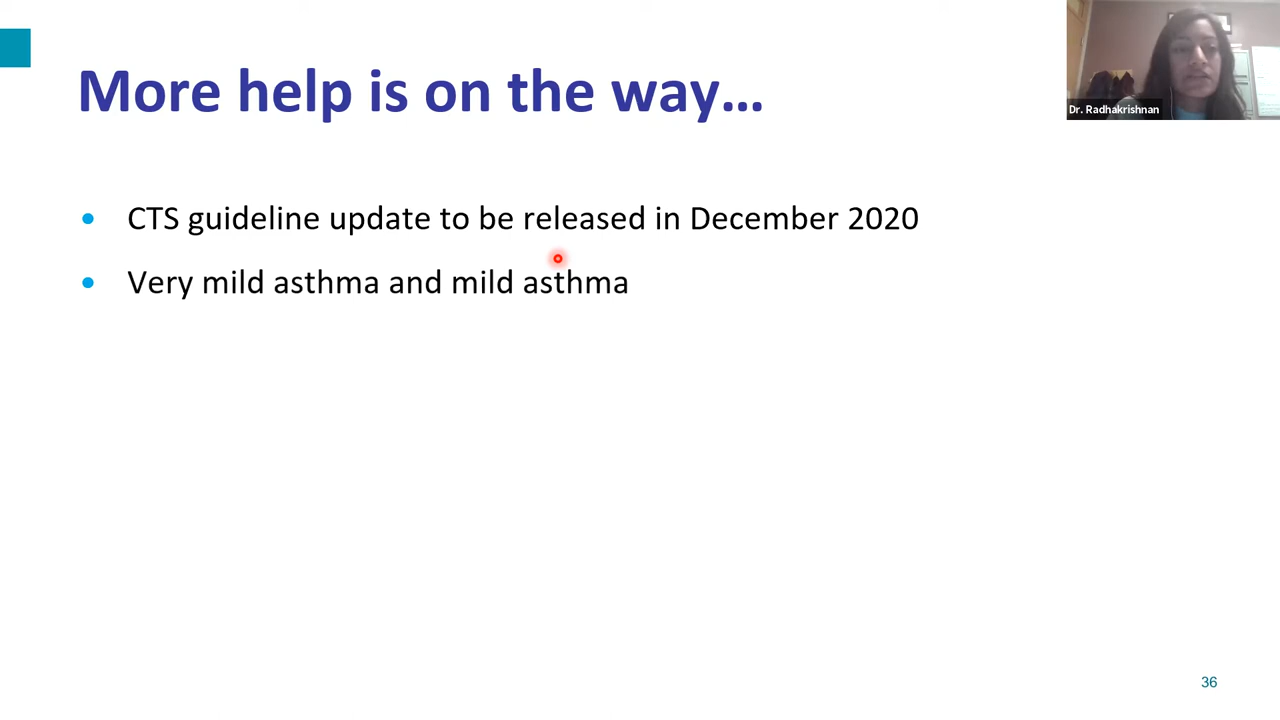 More help is on the way...
Dr. Radhakrishnan
• CTS guideline update to be released in December 2020
• Very mild asthma and mild asthma
36